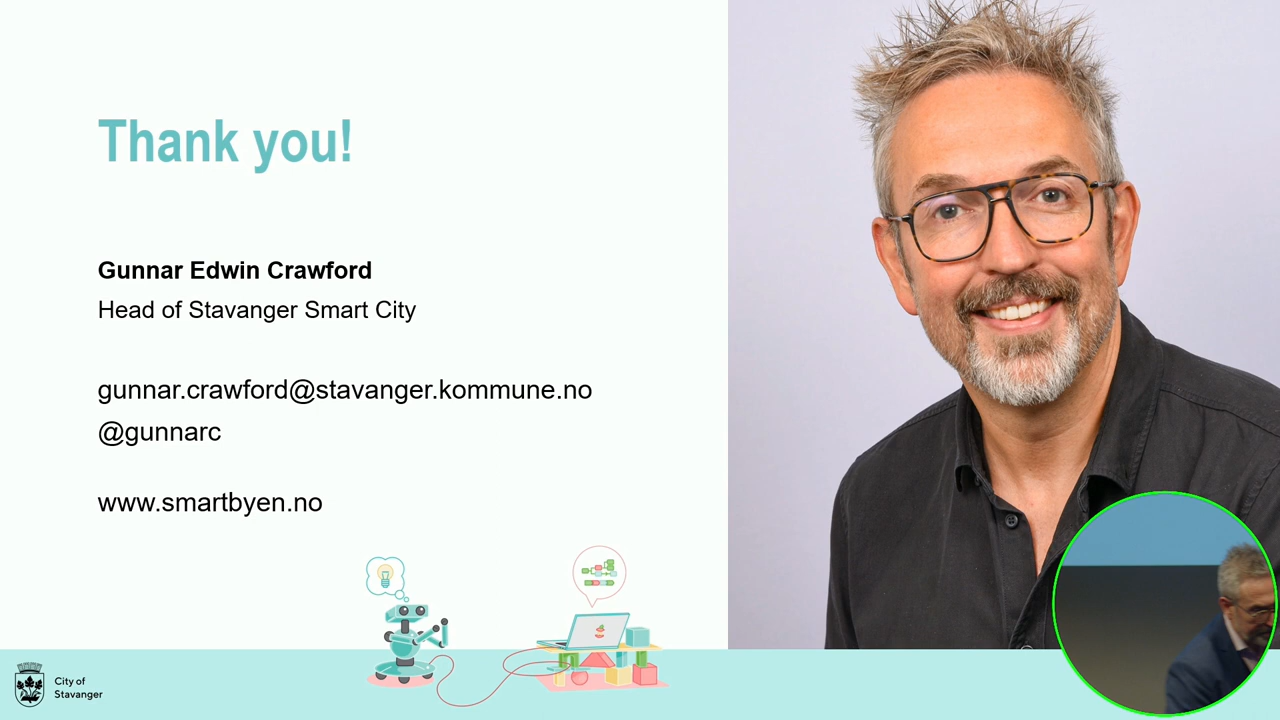 Thank you!
Gunnar Edwin Crawford
Head of Stavanger Smart City
gunnar.crawford@stavanger.kommune.no
@gunnarc
www.smartbyen.no
City of
Stavanger